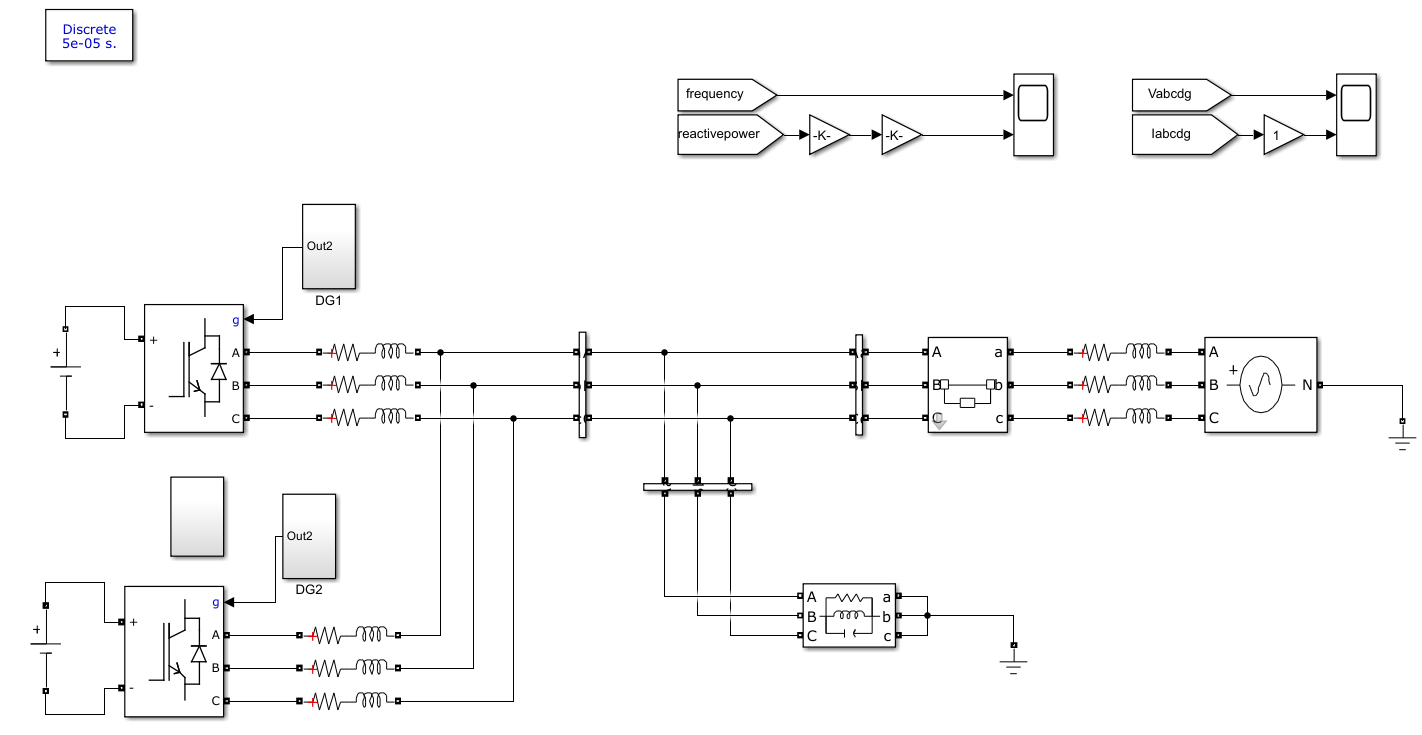 Discrete
5e-05 s.
frequency
reactivepower
-K-
-K-
Vabcdg
Iabcdg
1
Out2
DG1
g
+
+
-
A
B
C
A
B
C
a
b
c
+
A
B
C
N
Out2
DG2
g
+
+
-
A
B
C
A
B
C
a
b
c